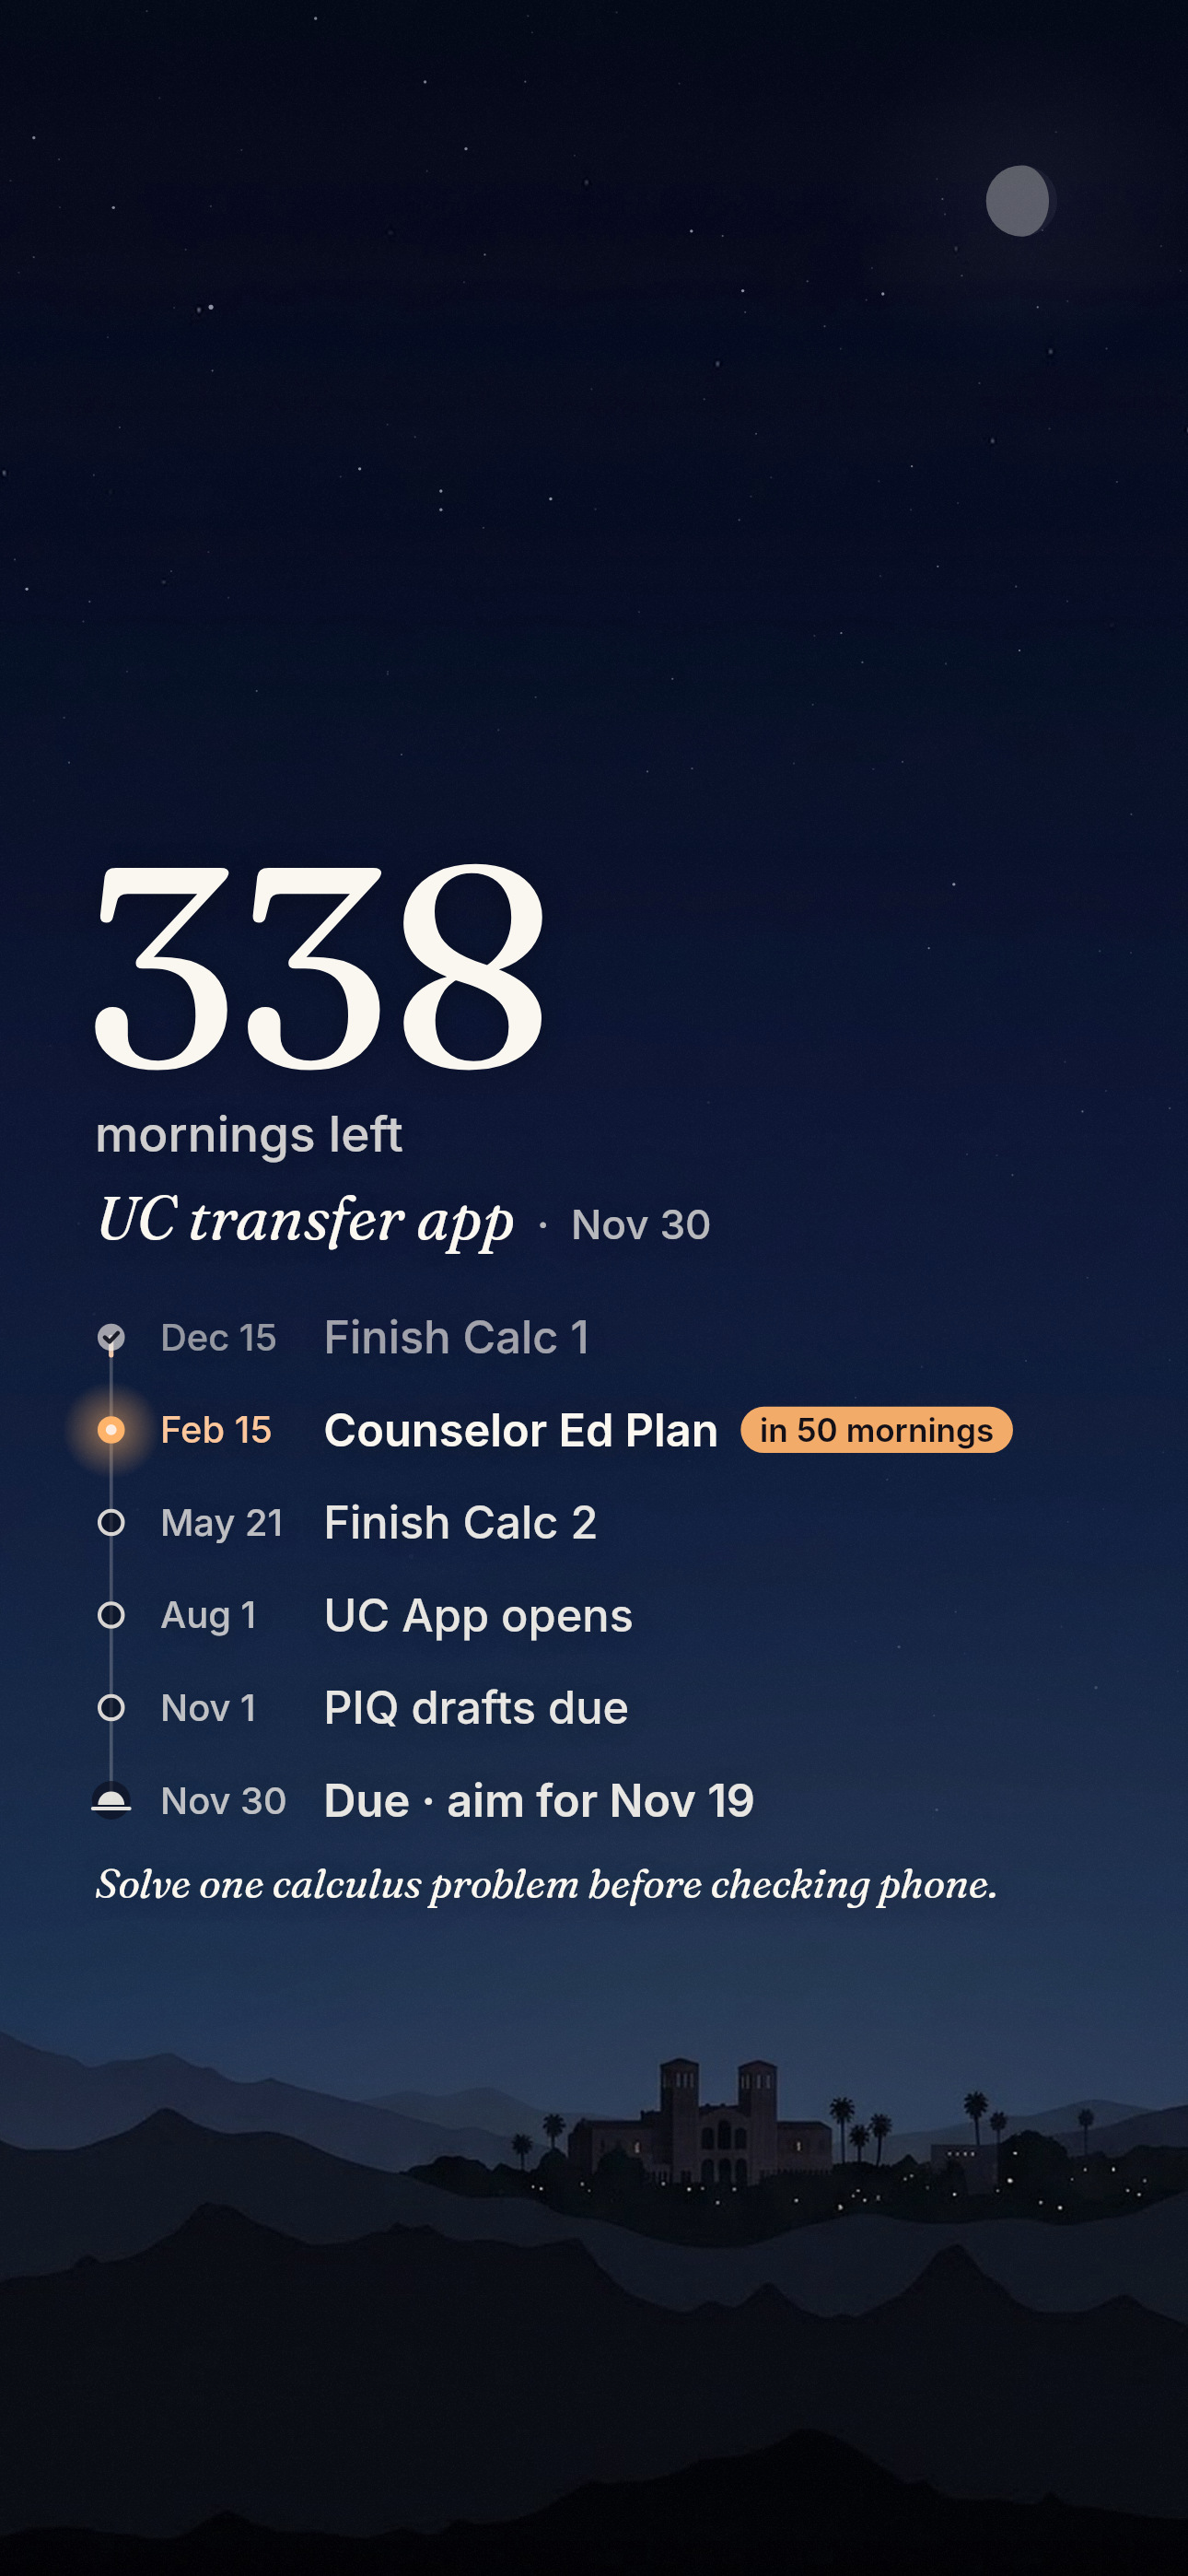 338
mornings left
UC transfer app · Nov 30
Dec 15 Finish Calc 1
Feb 15 Counselor Ed Plan in 50 mornings
May 21 Finish Calc 2
Aug 1 UC App opens
Nov 1 PIQ drafts due
Nov 30 Due · aim for Nov 19
Solve one calculus problem before checking phone.